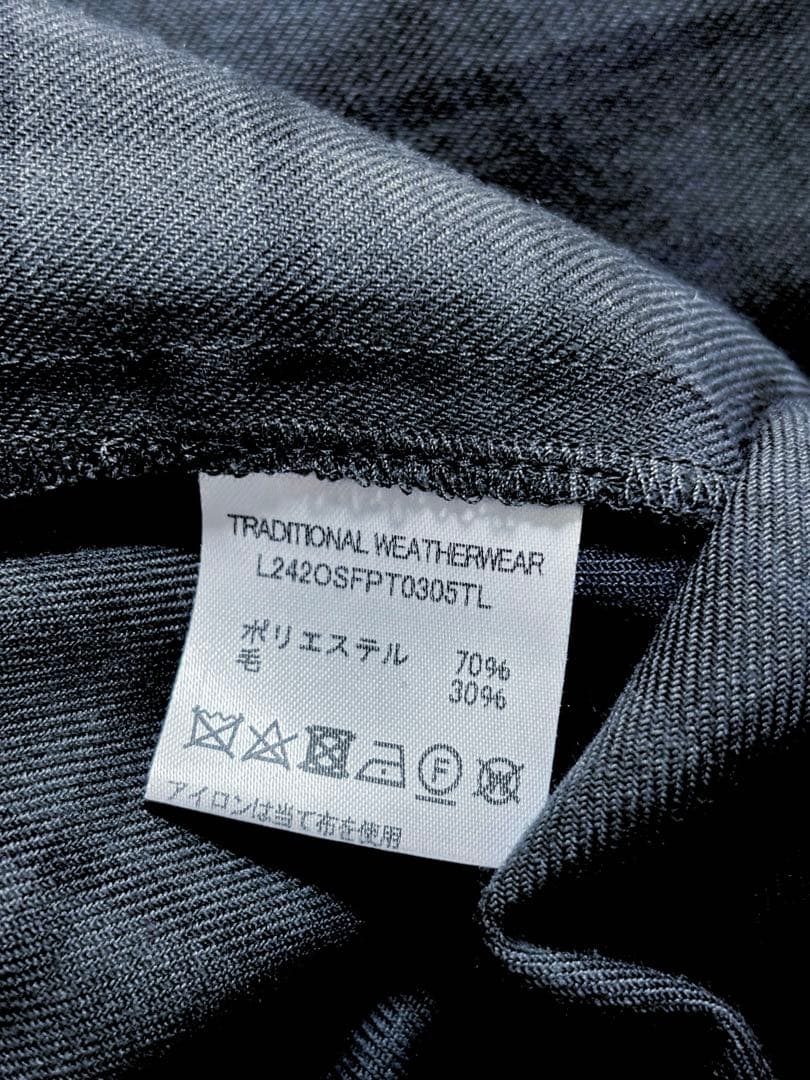 TRADITIONAL WEATHERWEAR
L242OSFPT0305TL
ポリエステル 70%
毛 30%
F W
アイロンは当て布を使用